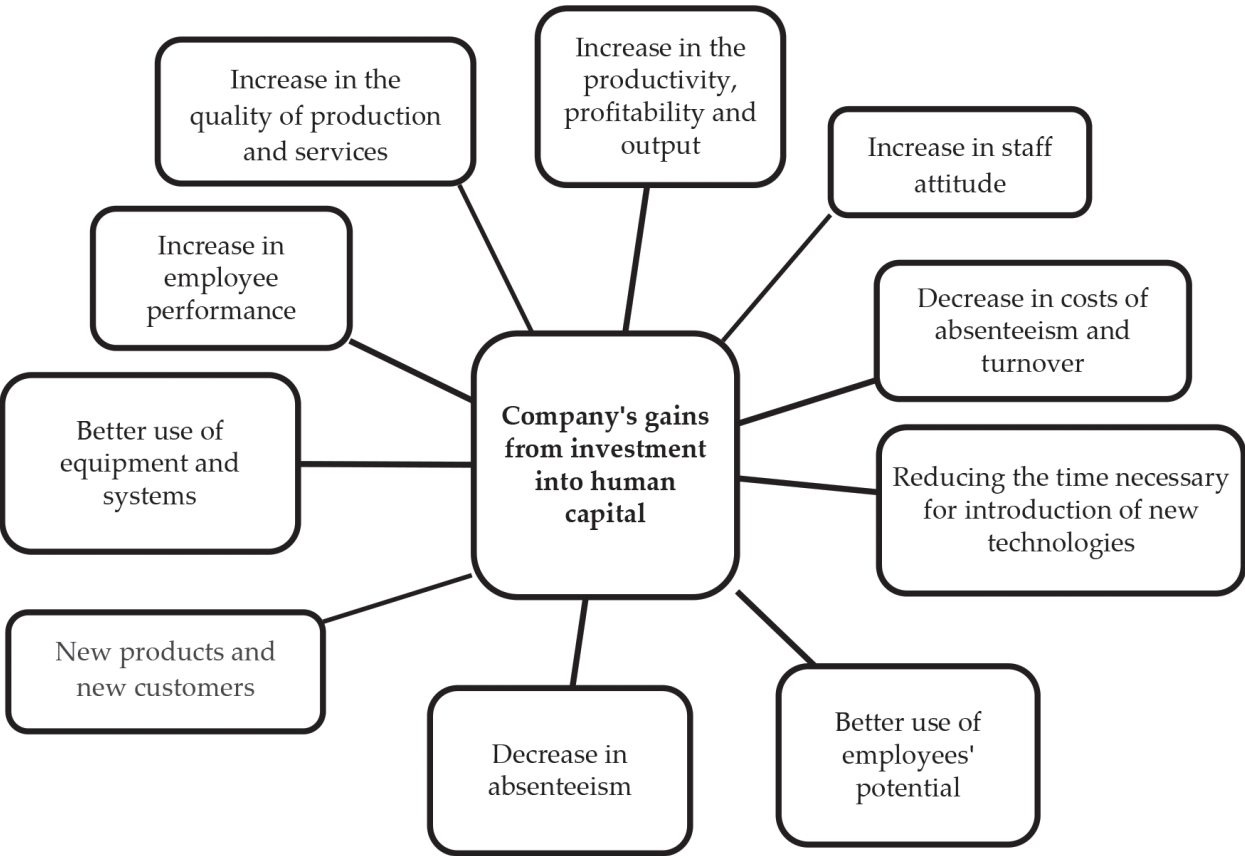 Increase in the
productivity,
profitability and
output
Increase in the
quality of production
and services
Increase in staff
attitude
Increase in
employee
performance
Decrease in costs of
absenteeism and
turnover
Company's gains
from investment
into human
capital
Better use of
equipment and
systems
Reducing the time necessary
for introduction of new
technologies
New products and
new customers
Decrease in
absenteeism
Better use of
employees'
potential